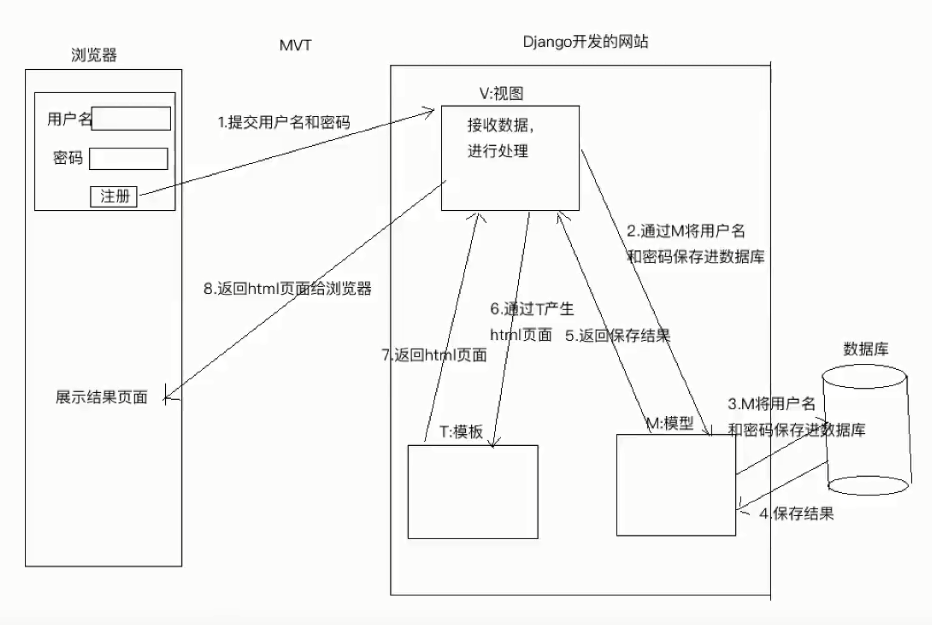 MVT
Django开发的网站
浏览器
V:视图
用户名
接收数据，
进行处理
1.提交用户名和密码
密码
注册
2.通过M将用户名
和密码保存进数据库
8.返回html页面给浏览器
6.通过T产生
html页面
5.返回保存结果
7.返回html页面
数据库
展示结果页面
3.M将用户名
和密码保存进数据库
T:模板
M:模型
4.保存结果